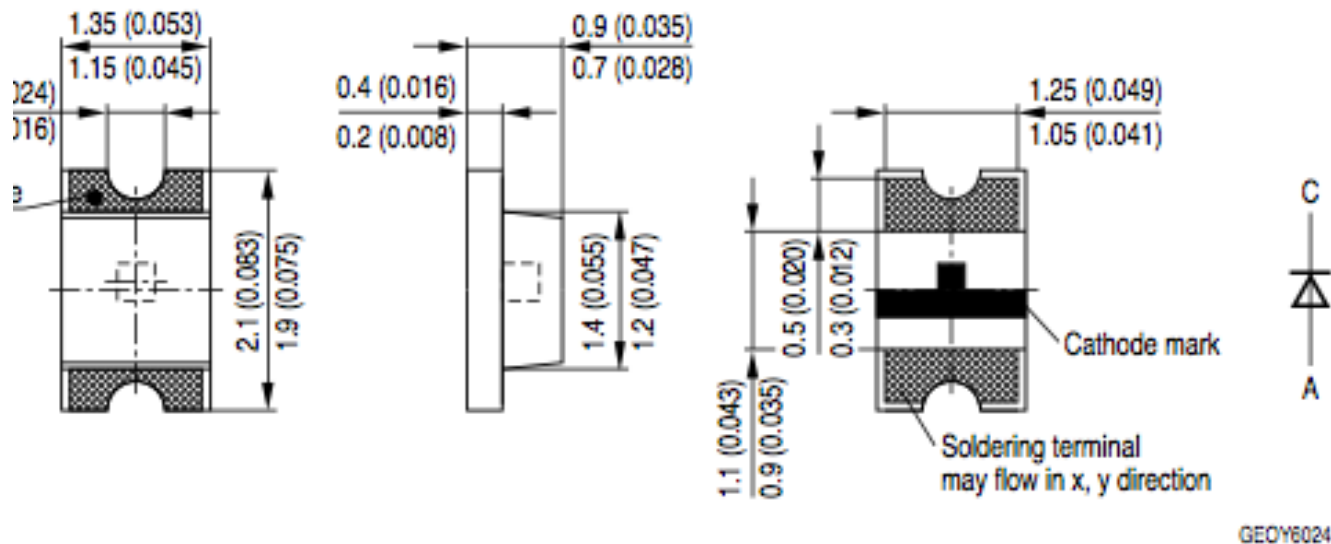 1.35 (0.053)
1.15 (0.045)
024)
016)
e
2.1 (0.083)
1.9 (0.075)
0.9 (0.035)
0.7 (0.028)
0.4 (0.016)
0.2 (0.008)
1.4 (0.055)
1.2 (0.047)
1.25 (0.049)
1.05 (0.041)
0.5 (0.020)
0.3 (0.012)
1.1 (0.043)
0.9 (0.035)
Cathode mark
Soldering terminal
may flow in x, y direction
C
A
GEOY6024